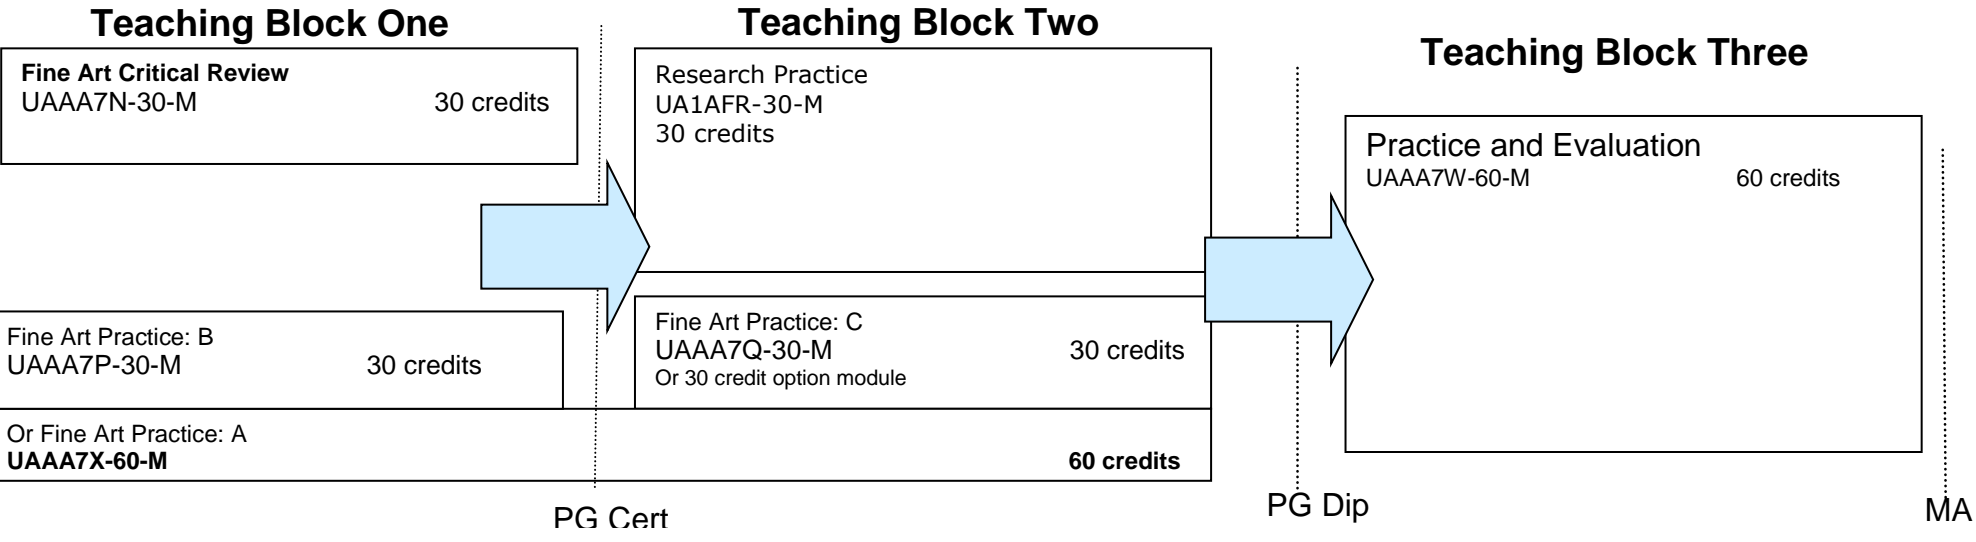 Teaching Block One
Fine Art Critical Review
UAAA7N-30-M 30 credits
Fine Art Practice: B
UAAA7P-30-M 30 credits
Or Fine Art Practice: A
UAAA7X-60-M 60 credits
PG Cert
Teaching Block Two
Research Practice
UA1AFR-30-M
30 credits
Fine Art Practice: C
UAAA7Q-30-M 30 credits
Or 30 credit option module
PG Dip
Teaching Block Three
Practice and Evaluation
UAAA7W-60-M 60 credits
MA